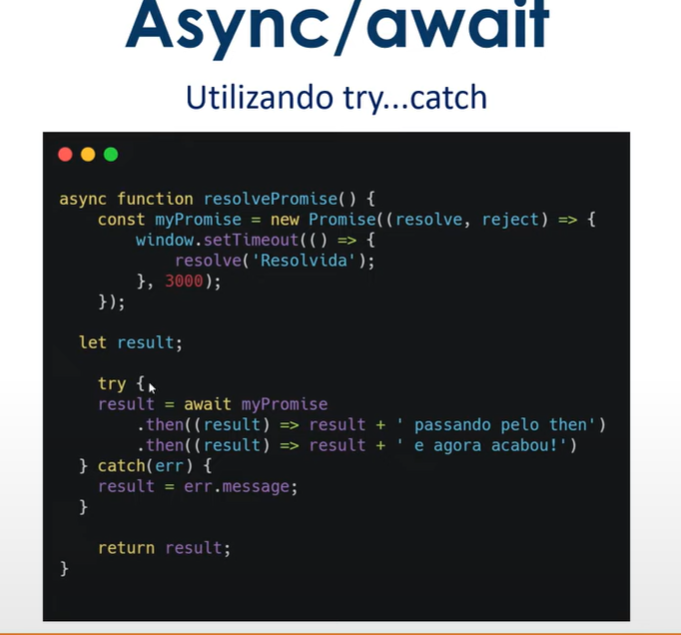 Async/await
Utilizando try...catch
async function resolvePromise() {
    const myPromise = new Promise((resolve, reject) => {
        window.setTimeout(() => {
            resolve('Resolvida');
        }, 3000);
    });
  let result;
    try {
    result = await myPromise
        .then((result) => result + ' passando pelo then')
        .then((result) => result + ' e agora acabou!')
  } catch(err) {
    result = err.message;
  }
    return result;
}